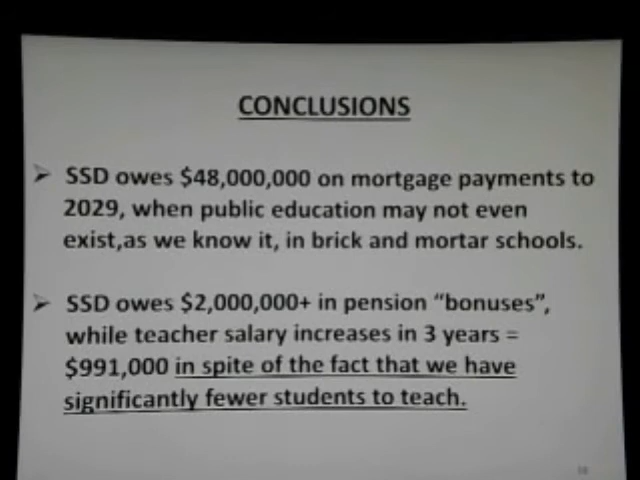 CONCLUSIONS
➤ SSD owes $48,000,000 on mortgage payments to
2029, when public education may not even
exist,as we know it, in brick and mortar schools.
➤ SSD owes $2,000,000+ in pension “bonuses”,
while teacher salary increases in 3 years =
$991,000 in spite of the fact that we have
significantly fewer students to teach.